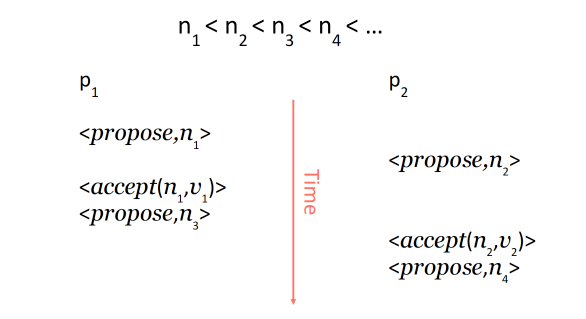 n₁ < n₂ < n₃ < n₄ < ...
p₁
p₂
<propose,n₁>
<propose,n₂>
<accept(n₁,v₁)>
<propose,n₃>
Time
<accept(n₂,v₂)>
<propose,n₄>